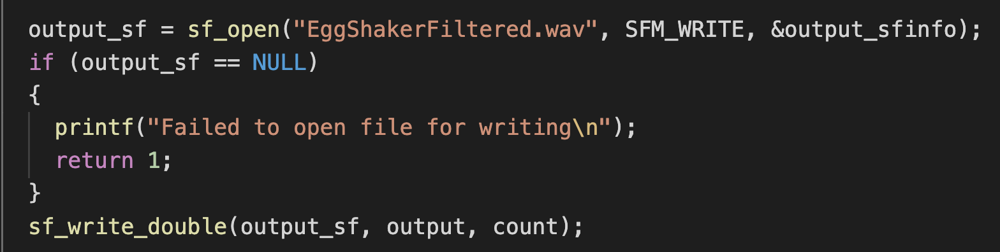 output_sf = sf_open("EggShakerFiltered.wav", SFM_WRITE, &output_sfinfo);
if (output_sf == NULL)
{
  printf("Failed to open file for writing\n");
  return 1;
}
sf_write_double(output_sf, output, count);